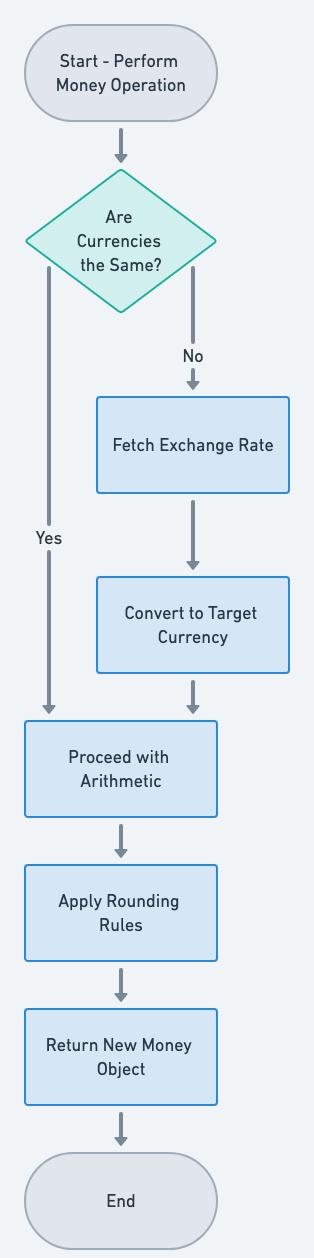 Start - Perform
Money Operation
Are
Currencies
the Same?
No
Fetch Exchange Rate
Yes
Convert to Target
Currency
Proceed with
Arithmetic
Apply Rounding
Rules
Return New Money
Object
End